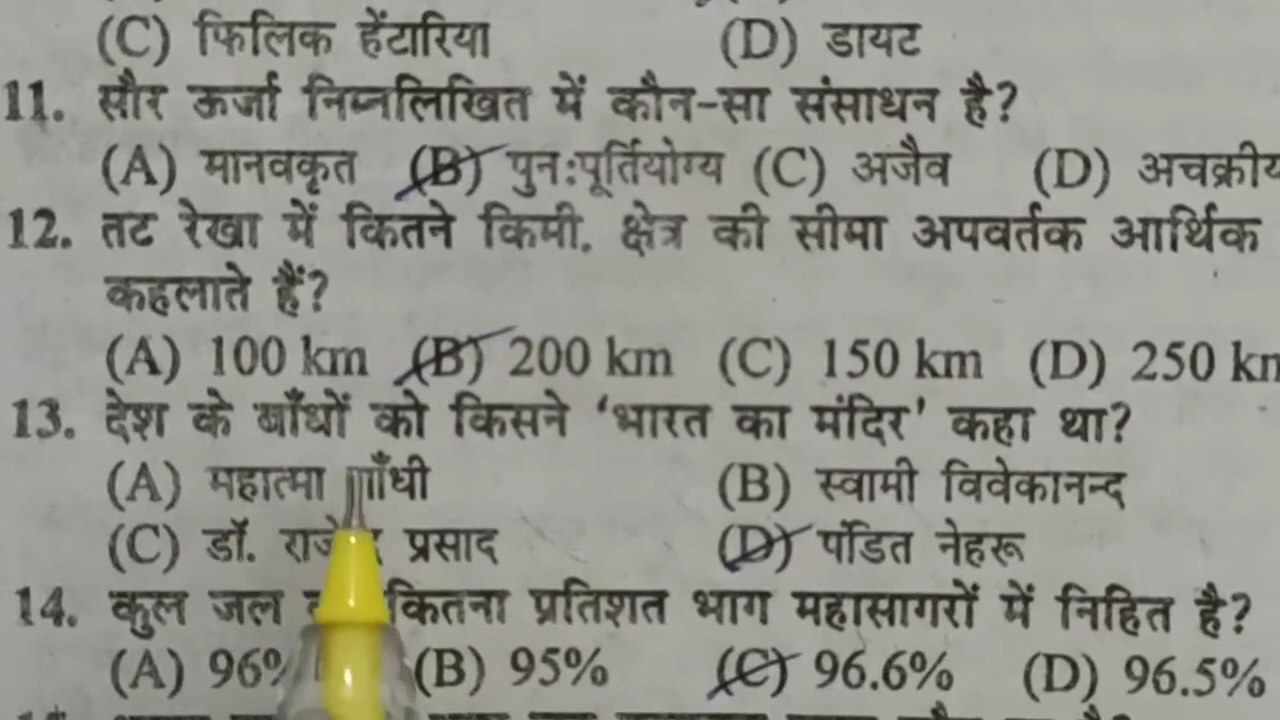 (C) फिलिक हेंटारिया (D) डायट
11. सौर ऊर्जा निम्नलिखित में कौन-सा संसाधन है?
(A) मानवकृत (B) पुन:पूर्तियोग्य (C) अजैव (D) अचक्रीय
12. तट रेखा में कितने किमी. क्षेत्र की सीमा अपवर्तक आर्थिक
कहलाते हैं?
(A) 100 km (B) 200 km (C) 150 km (D) 250 km
13. देश के बाँधों को किसने ‘भारत का मंदिर’ कहा था?
(A) महात्मा गाँधी (B) स्वामी विवेकानन्द
(C) डॉ. प्रसाद (D) पंडित नेहरू
14. कुल जल कितना प्रतिशत भाग महासागरों में निहित है?
(A) 96% (B) 95% (C) 96.6% (D) 96.5%